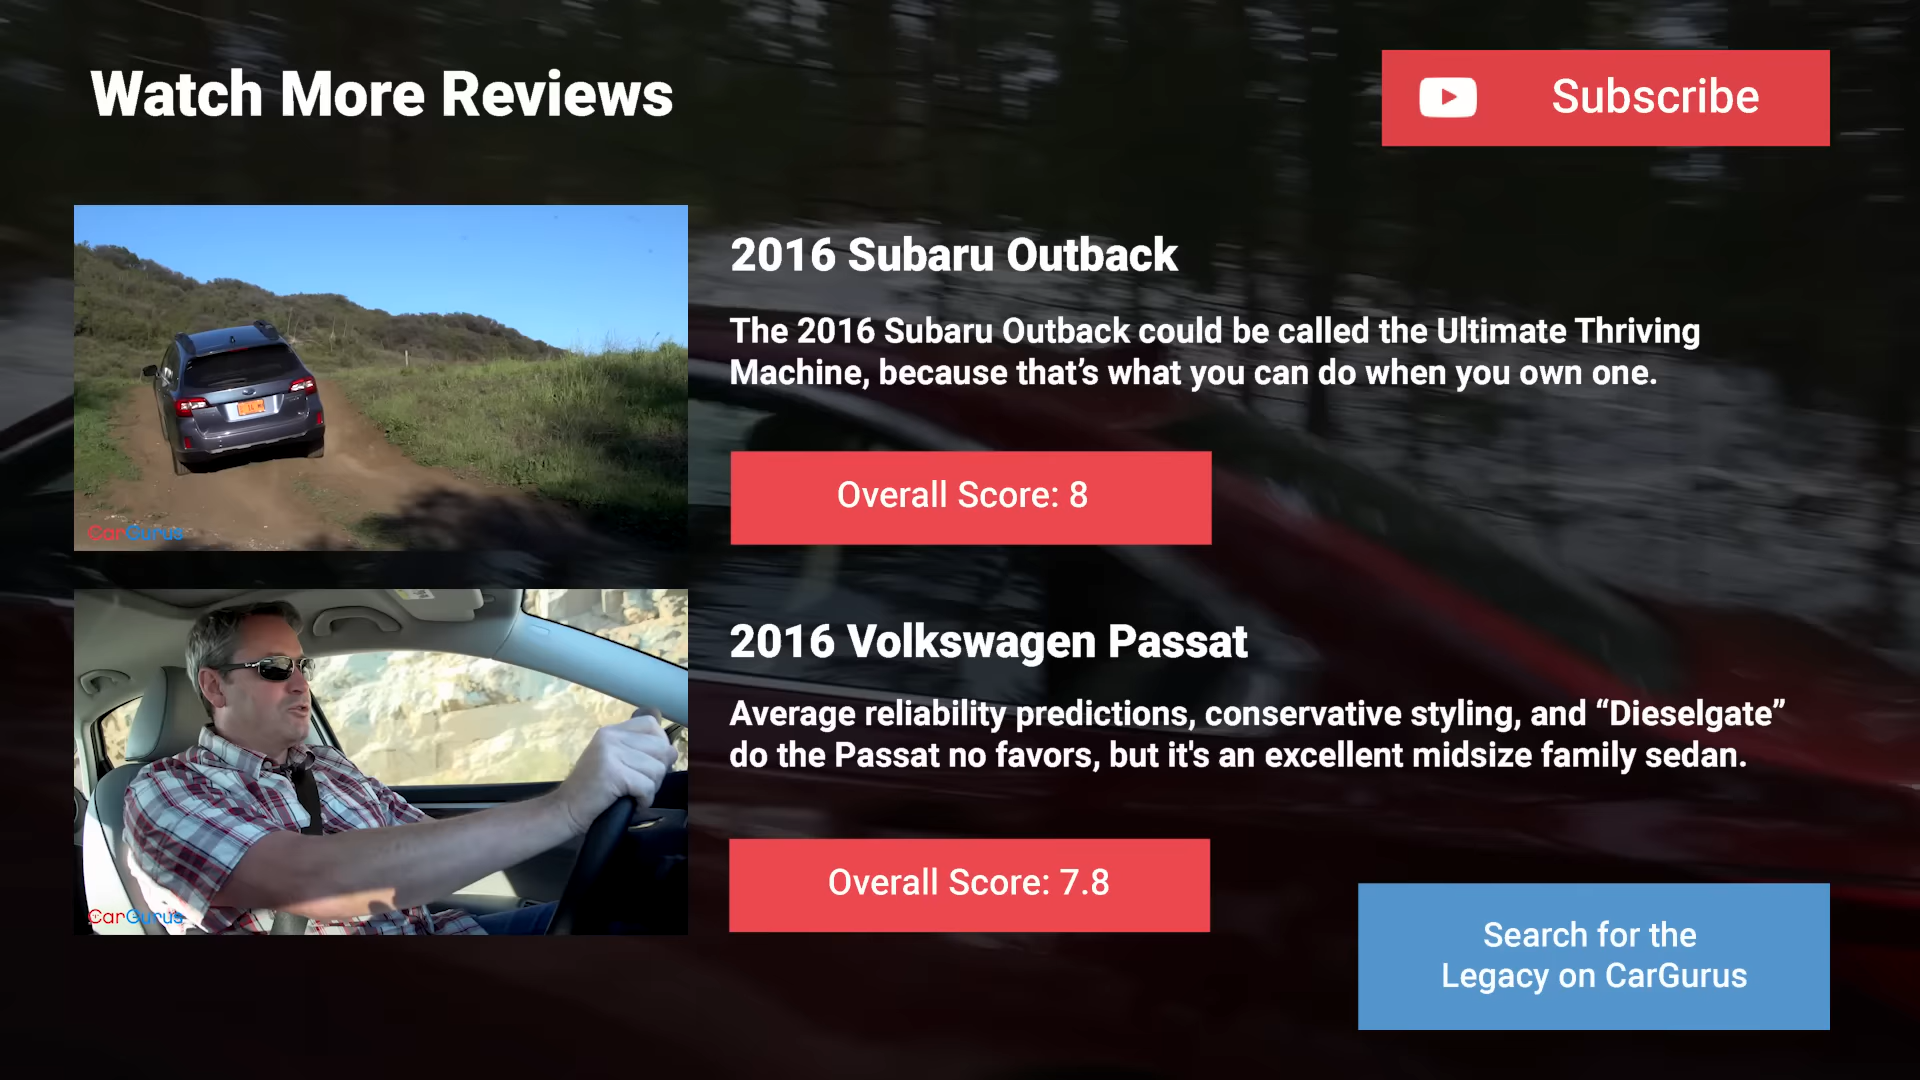 Watch More Reviews
Subscribe
2016 Subaru Outback
The 2016 Subaru Outback could be called the Ultimate Thriving
Machine, because that’s what you can do when you own one.
Overall Score: 8
CarGurus
2016 Volkswagen Passat
Average reliability predictions, conservative styling, and “Dieselgate”
do the Passat no favors, but it's an excellent midsize family sedan.
Overall Score: 7.8
CarGurus
Search for the
Legacy on CarGurus